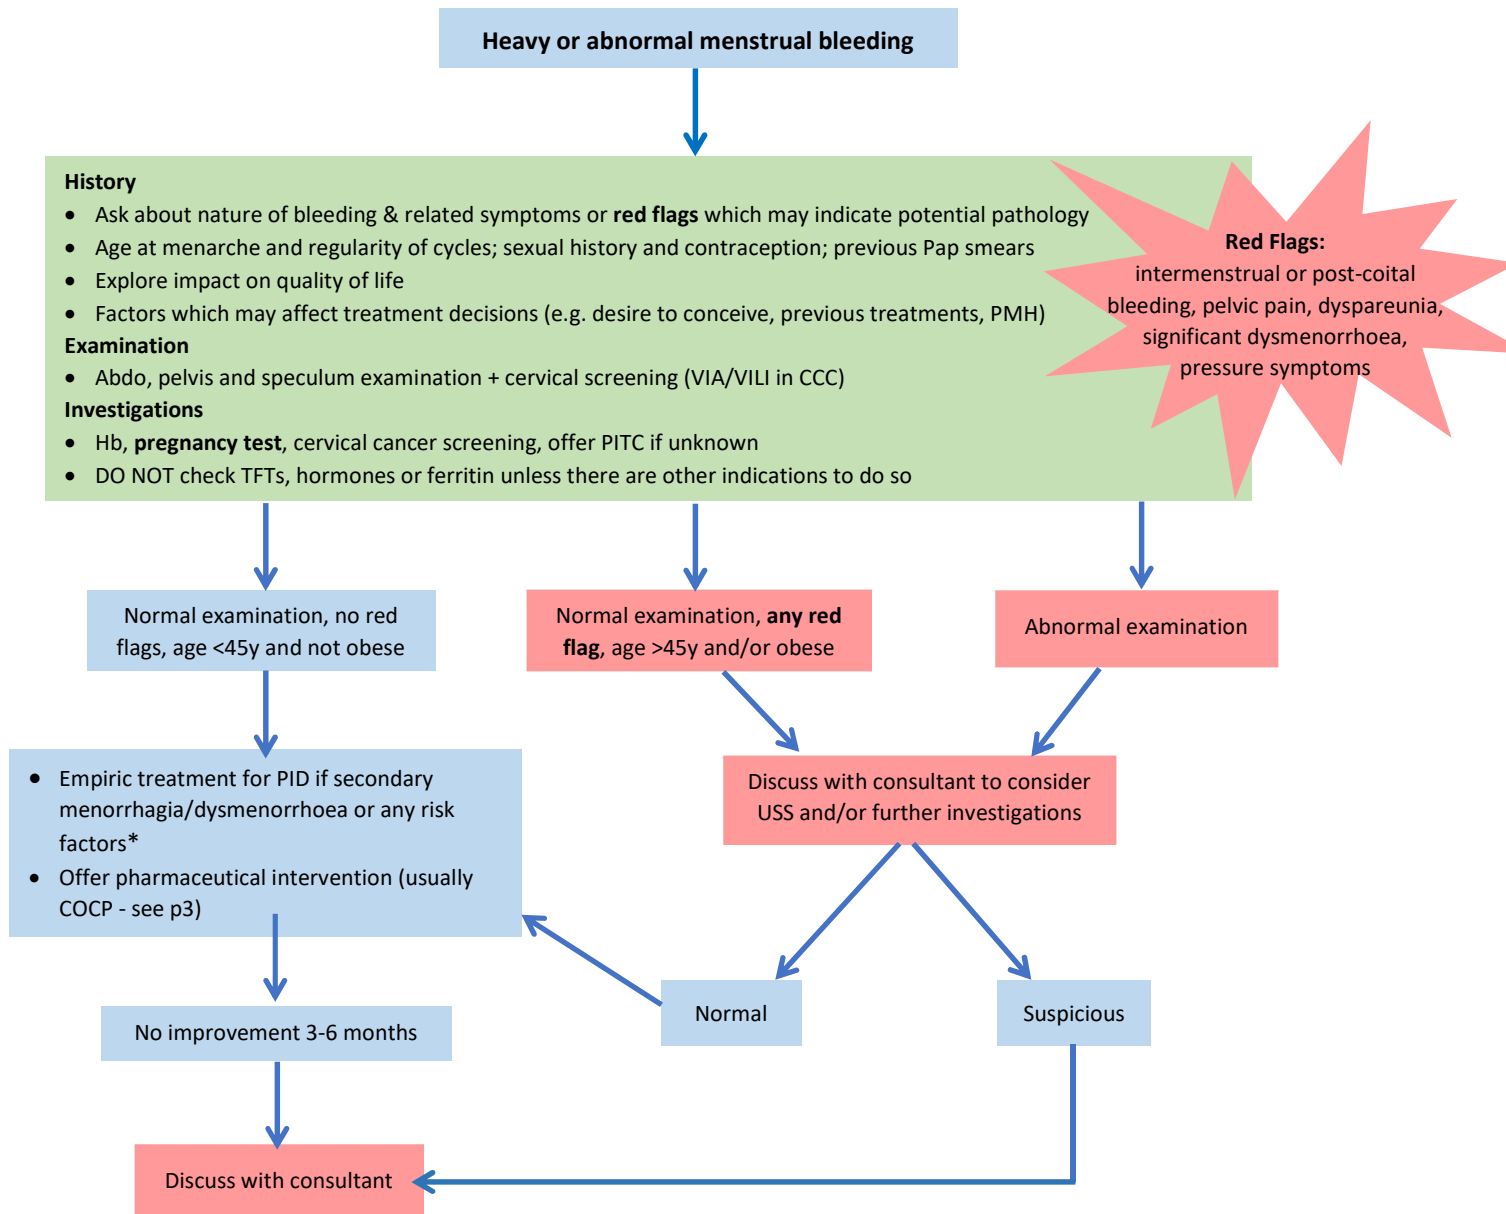 Heavy or abnormal menstrual bleeding
History
• Ask about nature of bleeding & related symptoms or red flags which may indicate potential pathology
• Age at menarche and regularity of cycles; sexual history and contraception; previous Pap smears
• Explore impact on quality of life
• Factors which may affect treatment decisions (e.g. desire to conceive, previous treatments, PMH)
Examination
• Abdo, pelvis and speculum examination + cervical screening (VIA/VILI in CCC)
Investigations
• Hb, pregnancy test, cervical cancer screening, offer PITC if unknown
• DO NOT check TFTs, hormones or ferritin unless there are other indications to do so
Red Flags:
intermenstrual or post-coital
bleeding, pelvic pain, dyspareunia,
significant dysmenorrhoea,
pressure symptoms
Normal examination, no red
flags, age <45y and not obese
Normal examination, any red
flag, age >45y and/or obese
Abnormal examination
• Empiric treatment for PID if secondary
menorrhagia/dysmenorrhoea or any risk
factors*
• Offer pharmaceutical intervention (usually
COCP - see p3)
Discuss with consultant to consider
USS and/or further investigations
Normal
Suspicious
No improvement 3-6 months
Discuss with consultant